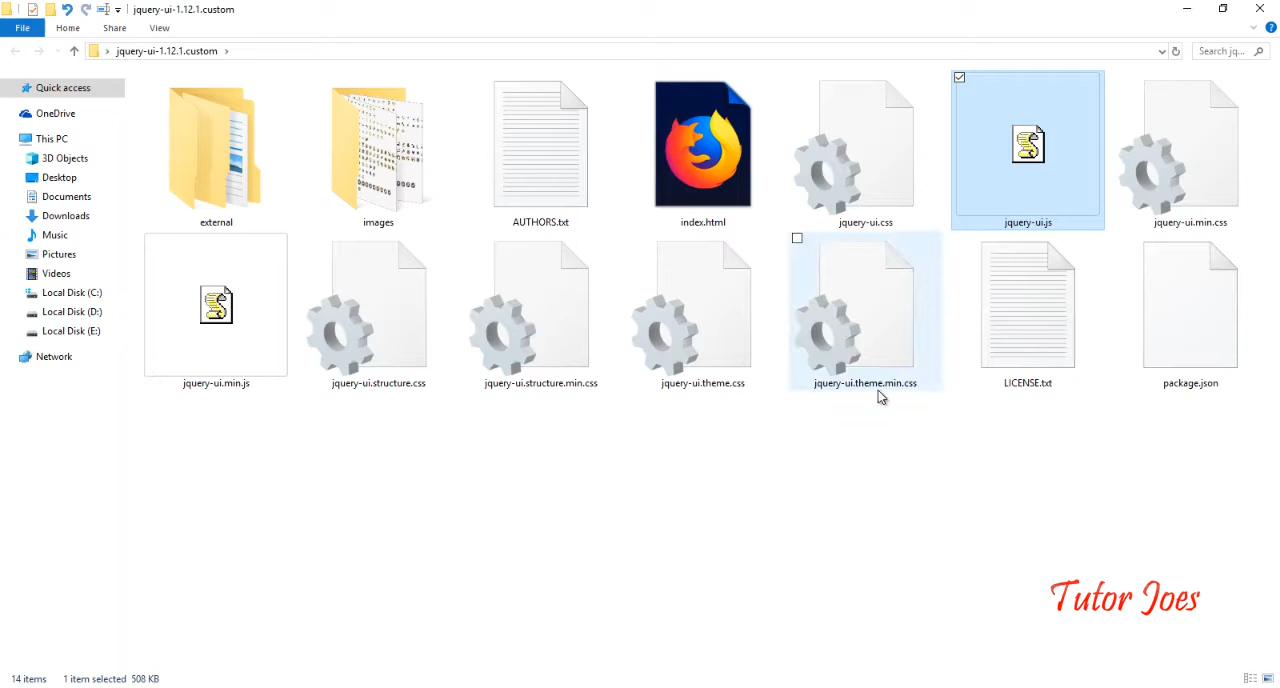 jquery-ui-1.12.1.custom
File Home Share View
jquery-ui-1.12.1.custom
Search jq...
Quick access
OneDrive
This PC
3D Objects
Desktop
Documents
Downloads
Music
Pictures
Videos
Local Disk (C:)
Local Disk (D:)
Local Disk (E:)
Network
external
images
AUTHORS.txt
index.html
jquery-ui.css
jquery-ui.js
jquery-ui.min.css
jquery-ui.min.js
jquery-ui.structure.css
jquery-ui.structure.min.css
jquery-ui.theme.css
jquery-ui.theme.min.css
LICENSE.txt
package.json
Tutor Joes
14 items 1 item selected 508 KB